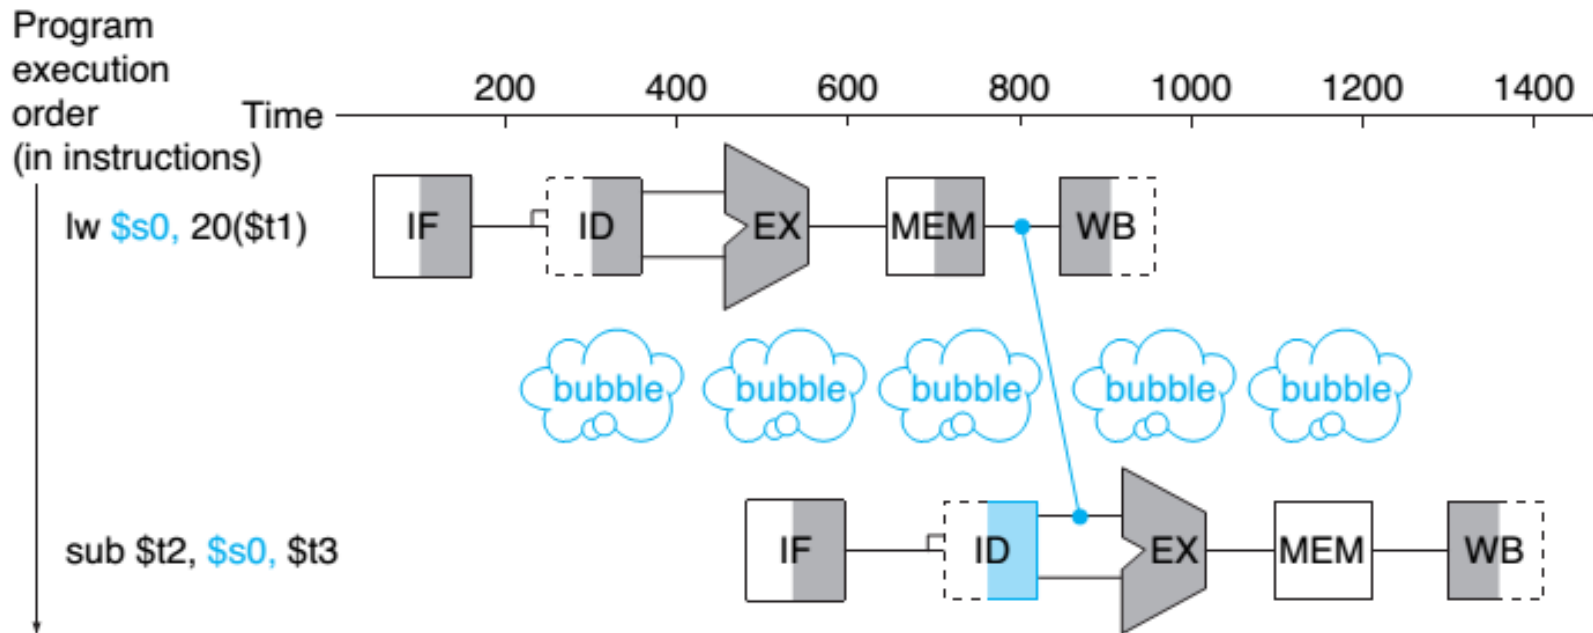 Program
execution
order
(in instructions)
Time
200 400 600 800 1000 1200 1400
lw $s0, 20($t1)
IF ID EX MEM WB
bubble bubble bubble bubble bubble
sub $t2, $s0, $t3
IF ID EX MEM WB